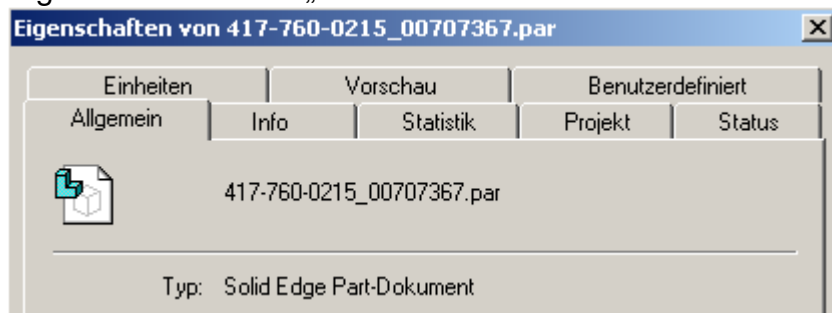 Eigenschaften von 417-760-0215_00707367.par
Einheiten Vorschau Benutzerdefiniert
Allgemein Info Statistik Projekt Status
417-760-0215_00707367.par
Typ: Solid Edge Part-Dokument